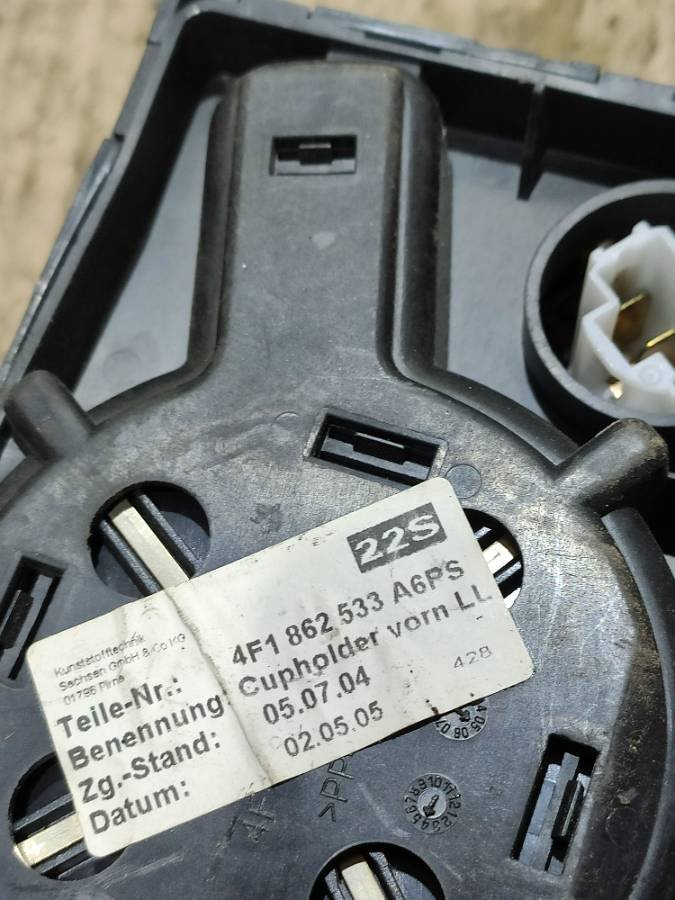 22S
Kunststofftechnik
Sachsen GmbH & Co KG
01796 Pirna
Teile-Nr.: 4F1 862 533 A6PS
Benennung: Cupholder vorn LL
Zg.-Stand: 05.07.04
Datum: 02.05.05
428
>PP